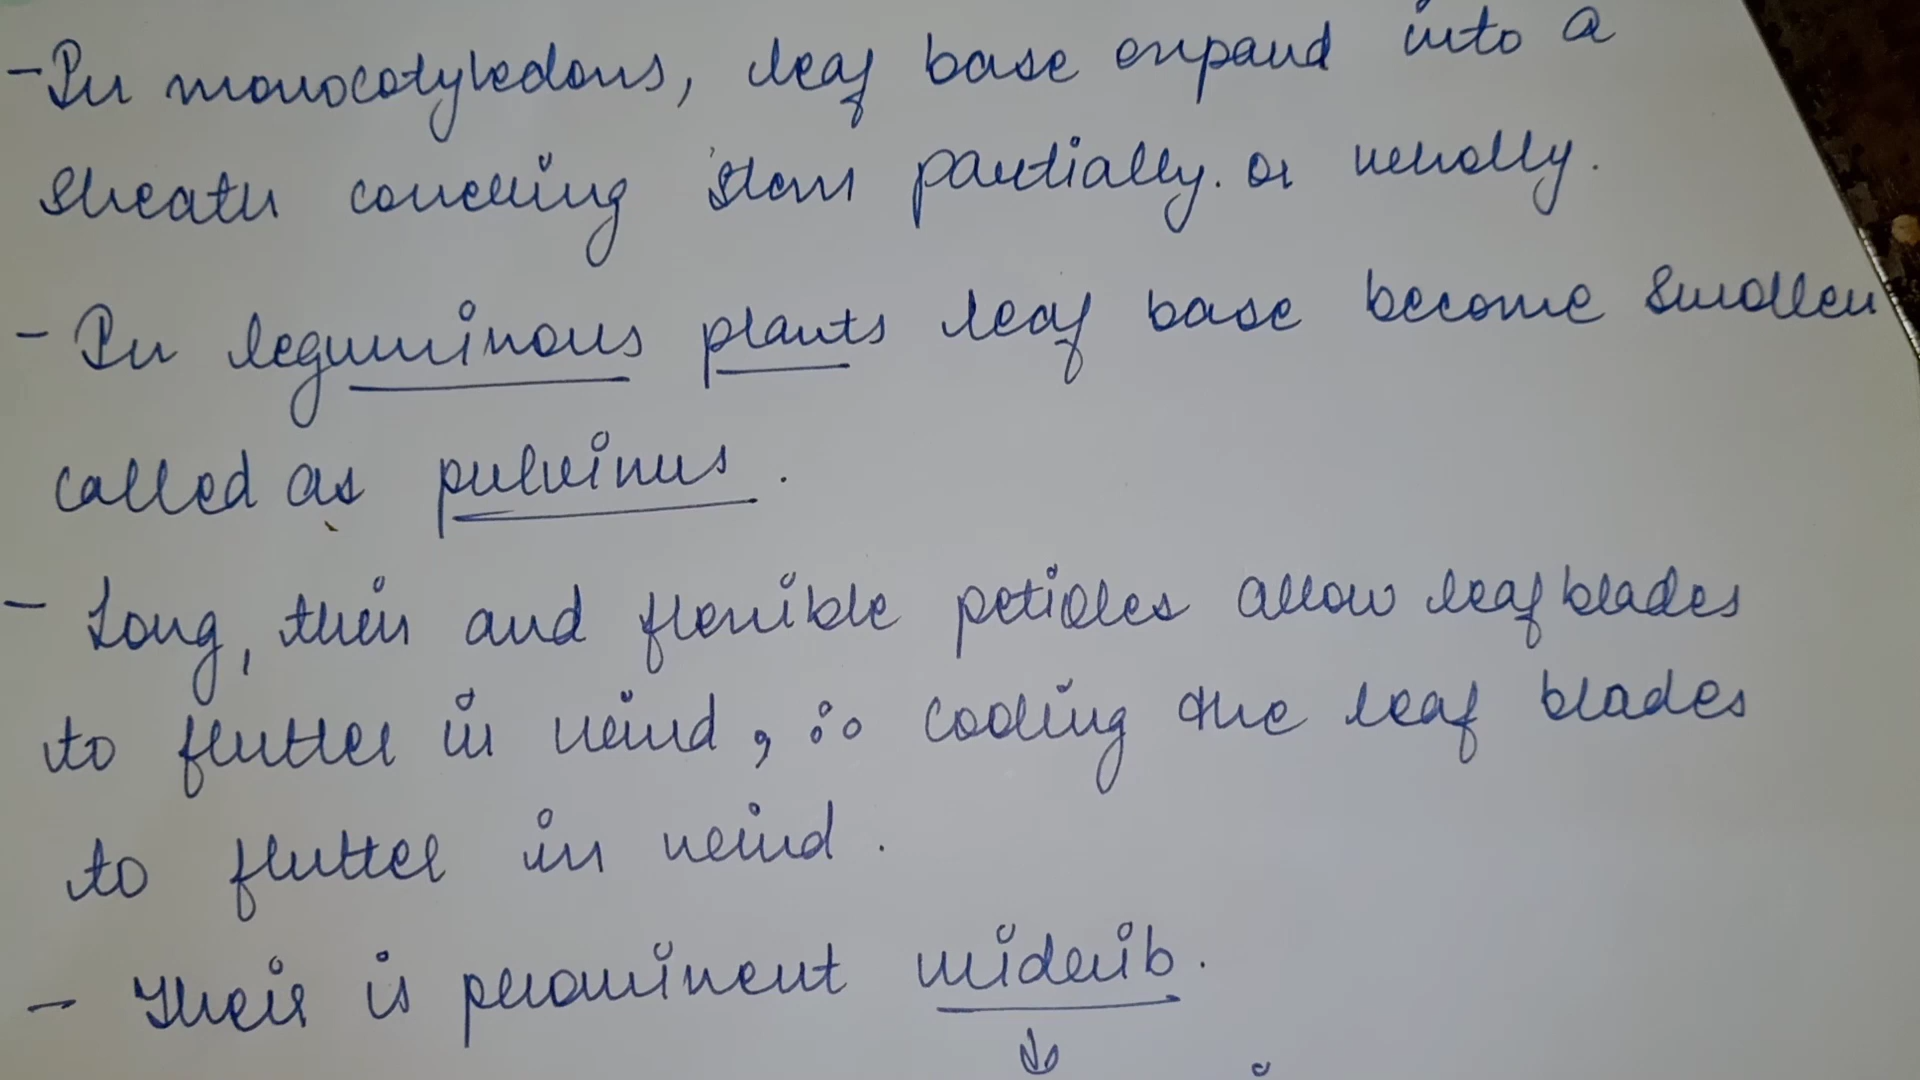 - In monocotyledons, leaf base expand into a
sheath covering stem partially. or wholly.
- In leguminous plants leaf base become swollen
called as pulvinus.
- Long, thin and flexible petioles allow leaf blades
to flutter in wind, ∴ cooling the leaf blades
to flutter in wind.
- Their is prominent midrib.
↓